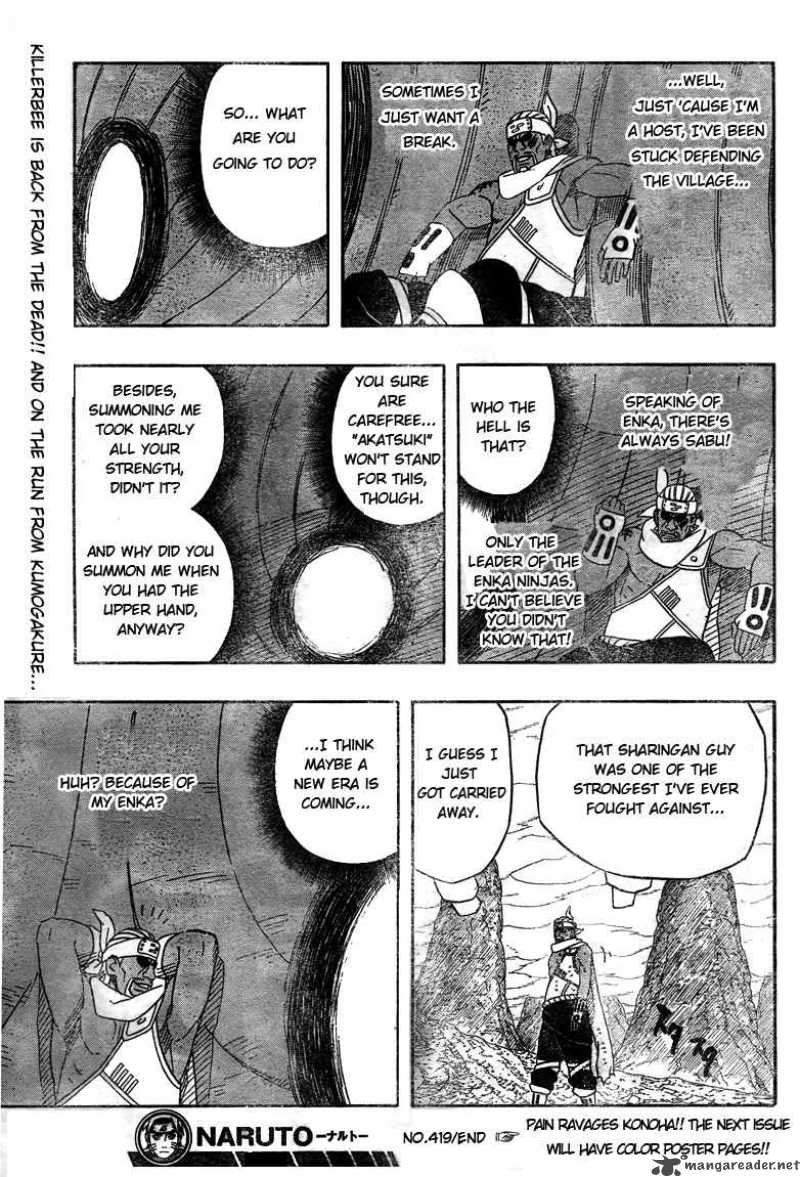 KILLERBEE IS BACK FROM THE DEAD!! AND ON THE RUN FROM KUMOGAKURE...
...WELL,
JUST 'CAUSE I'M
A HOST, I'VE BEEN
STUCK DEFENDING
THE VILLAGE...
SOMETIMES I
JUST WANT A
BREAK.
SO... WHAT
ARE YOU
GOING TO DO?
SPEAKING OF
ENKA, THERE'S
ALWAYS SABU!
WHO THE
HELL IS
THAT?
ONLY THE
LEADER OF THE
ENKA NINJAS.
I CAN'T BELIEVE
YOU DIDN'T
KNOW THAT!
YOU SURE
ARE
CAREFREE...
"AKATSUKI"
WON'T STAND
FOR THIS,
THOUGH.
BESIDES,
SUMMONING ME
TOOK NEARLY
ALL YOUR
STRENGTH,
DIDN'T IT?
AND WHY DID YOU
SUMMON ME WHEN
YOU HAD THE
UPPER HAND,
ANYWAY?
THAT SHARINGAN GUY
WAS ONE OF THE
STRONGEST I'VE EVER
FOUGHT AGAINST...
I GUESS I
JUST
GOT CARRIED
AWAY.
スタ
スタ
...I THINK
MAYBE A
NEW ERA IS
COMING...
HUH? BECAUSE OF
MY ENKA?
NARUTO—ナルト—
NO.419/END ☞ PAIN RAVAGES KONOHA!! THE NEXT ISSUE
WILL HAVE COLOR POSTER PAGES!!
mangareader.net